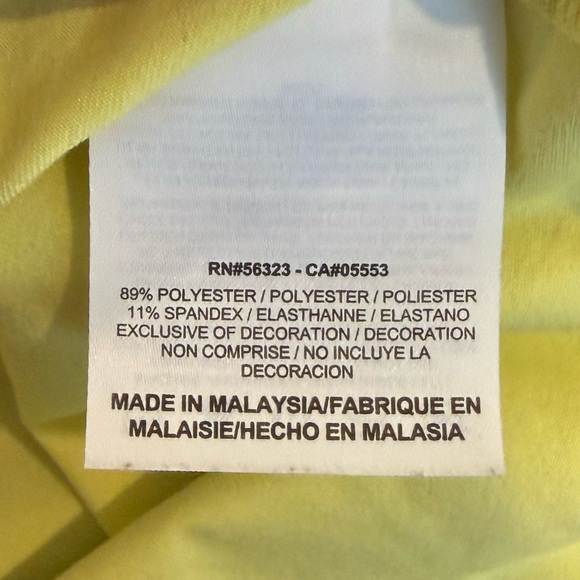 RN#56323 - CA#05553
89% POLYESTER / POLYESTER / POLIESTER
11% SPANDEX / ELASTHANNE / ELASTANO
EXCLUSIVE OF DECORATION / DECORATION
NON COMPRISE / NO INCLUYE LA
DECORACION
MADE IN MALAYSIA/FABRIQUE EN
MALAISIE/HECHO EN MALASIA